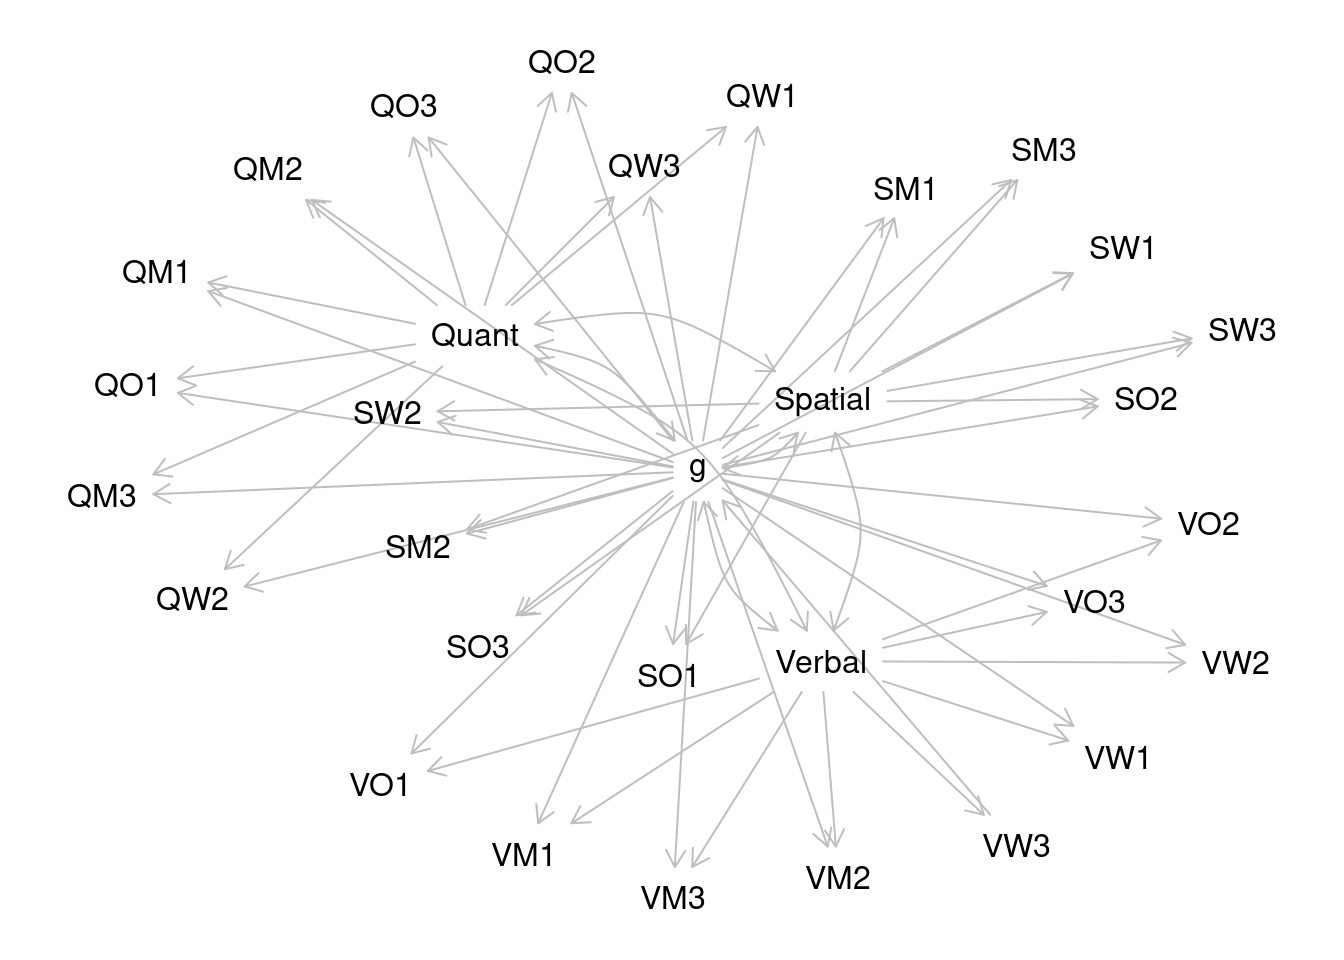 QO2
QW1
QO3
SM3
QW3
QM2
SM1
SW1
QM1
SW3
Quant
QO1
Spatial
SO2
SW2
g
QM3
VO2
SM2
QW2
VO3
SO3
Verbal
VW2
SO1
VW1
VO1
VW3
VM1
VM2
VM3